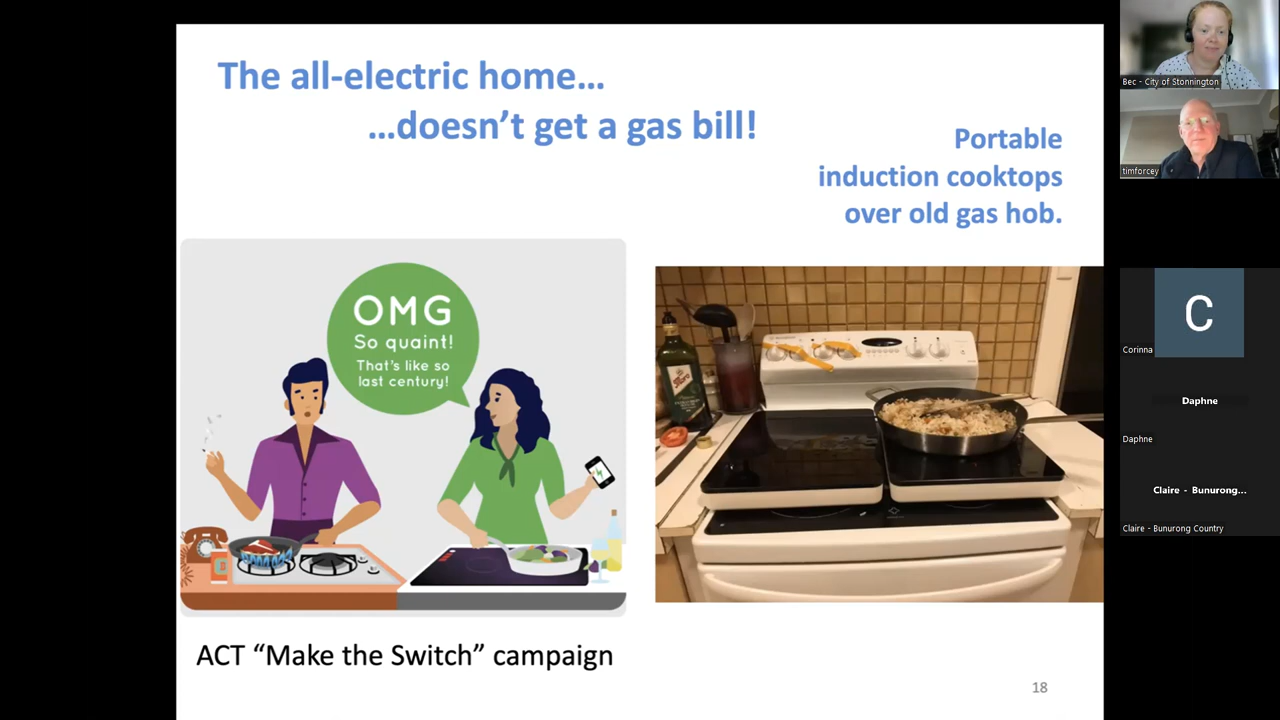 The all-electric home…
…doesn’t get a gas bill!
Portable
induction cooktops
over old gas hob.
OMG
So quaint!
That's like so
last century!
ACT “Make the Switch” campaign
18
Bec - City of Stonnington
timforcey
C
Corinna
Daphne
Daphne
Claire - Bunurong...
Claire - Bunurong Country